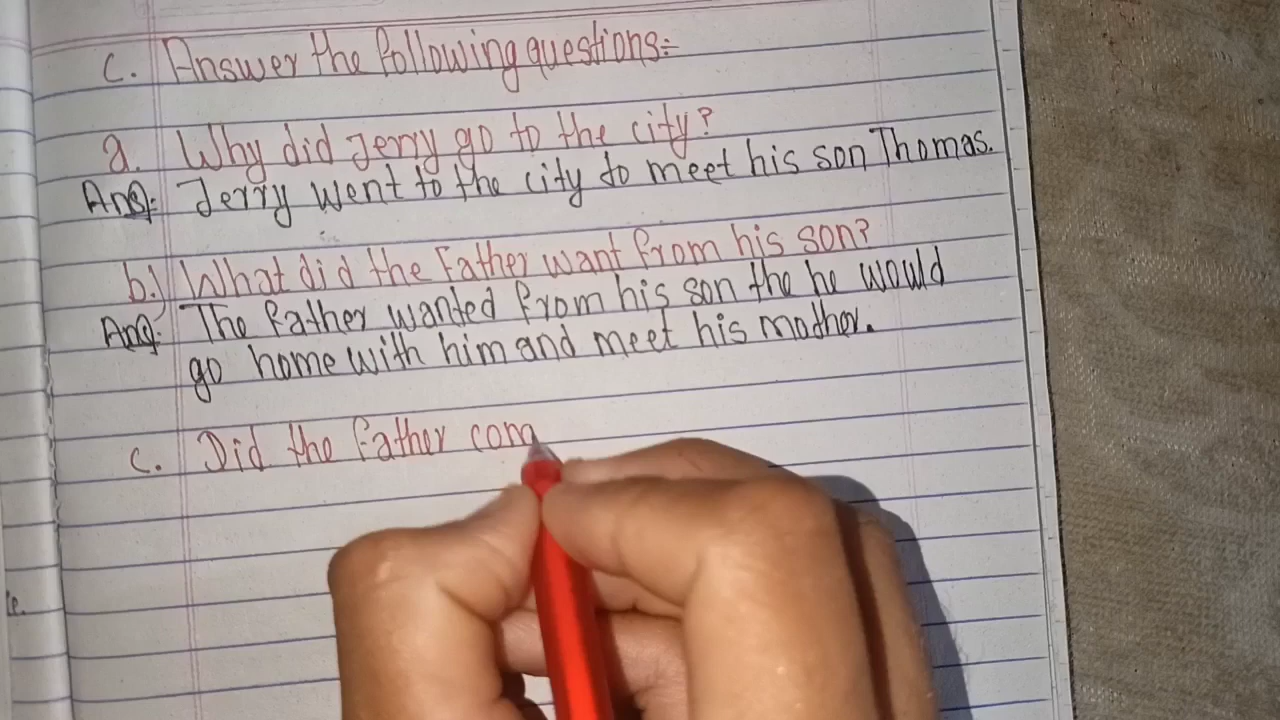 C. Answer the following questions:-
a. Why did Jerry go to the city?
Ans:- Jerry went to the city to meet his son Thomas.
b.) What did the Father want from his son?
Ans:- The father wanted from his son the he would
go home with him and meet his mother.
C. Did the father com